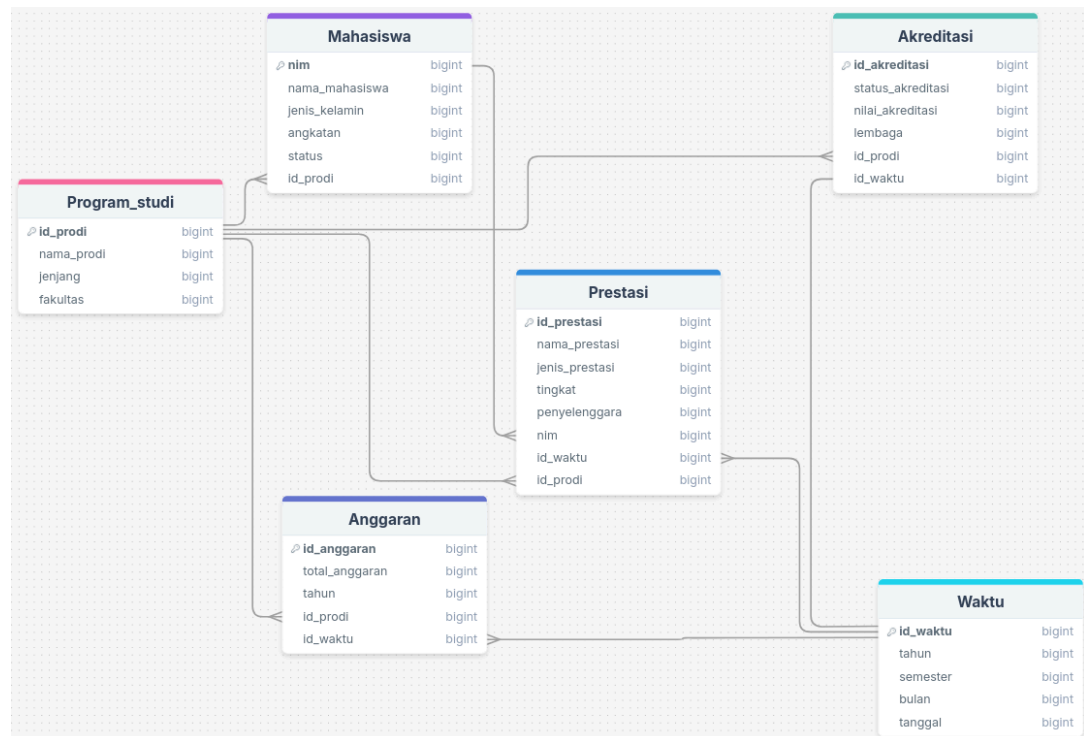 Mahasiswa
nim bigint
nama_mahasiswa bigint
jenis_kelamin bigint
angkatan bigint
status bigint
id_prodi bigint
Akreditasi
id_akreditasi bigint
status_akreditasi bigint
nilai_akreditasi bigint
lembaga bigint
id_prodi bigint
id_waktu bigint
Program_studi
id_prodi bigint
nama_prodi bigint
jenjang bigint
fakultas bigint
Prestasi
id_prestasi bigint
nama_prestasi bigint
jenis_prestasi bigint
tingkat bigint
penyelenggara bigint
nim bigint
id_waktu bigint
id_prodi bigint
Anggaran
id_anggaran bigint
total_anggaran bigint
tahun bigint
id_prodi bigint
id_waktu bigint
Waktu
id_waktu bigint
tahun bigint
semester bigint
bulan bigint
tanggal bigint